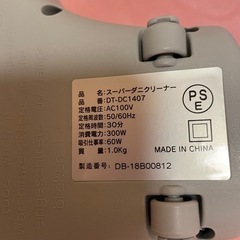 品名：スーパーダニクリーナー
品番：DT-DC1407
定格電圧：AC100V
定格周波数：50/60Hz
定格時間：30分
消費電力：300W
吸込仕事率：60W
質量：1.0Kg
PSE
MADE IN CHINA
製造番号：DB-18B00812